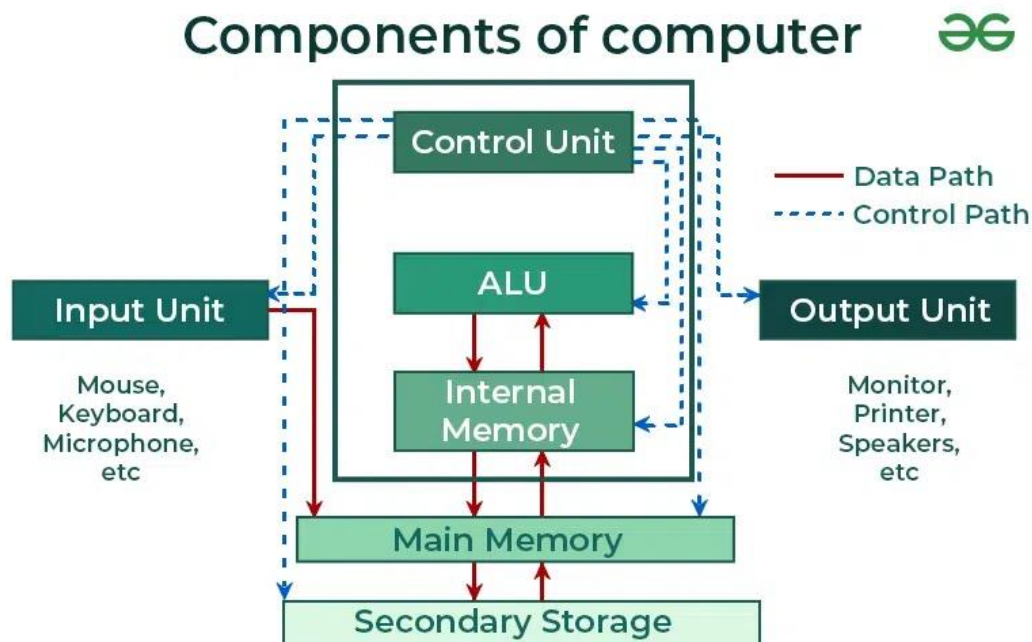 Components of computer
Control Unit
Data Path
Control Path
ALU
Input Unit
Output Unit
Mouse,
Keyboard,
Microphone,
etc
Internal
Memory
Monitor,
Printer,
Speakers,
etc
Main Memory
Secondary Storage